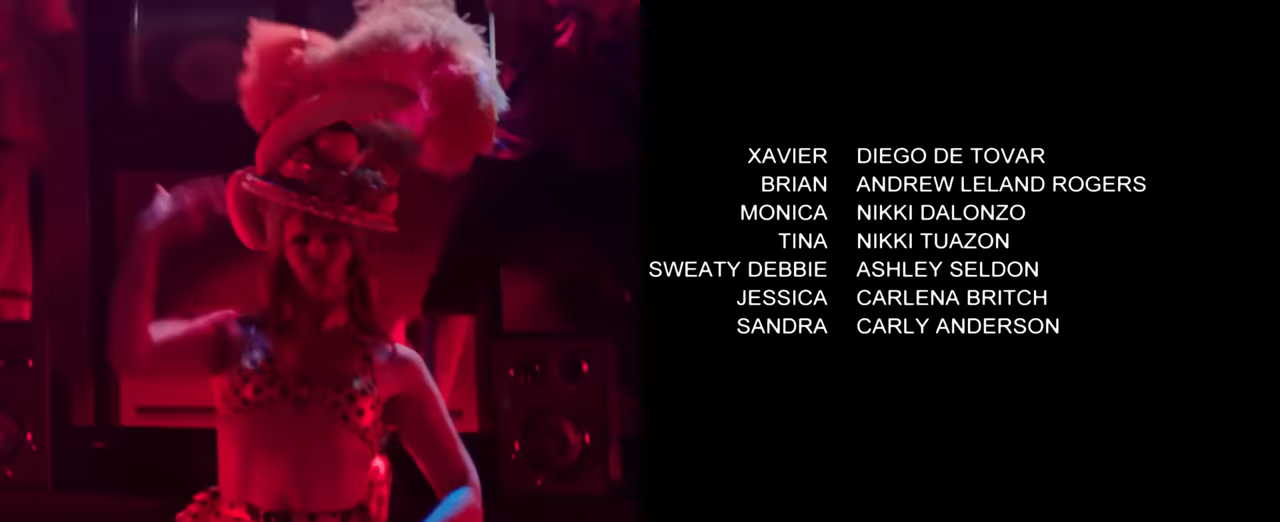 XAVIER DIEGO DE TOVAR
BRIAN ANDREW LELAND ROGERS
MONICA NIKKI DALONZO
TINA NIKKI TUAZON
SWEATY DEBBIE ASHLEY SELDON
JESSICA CARLENA BRITCH
SANDRA CARLY ANDERSON